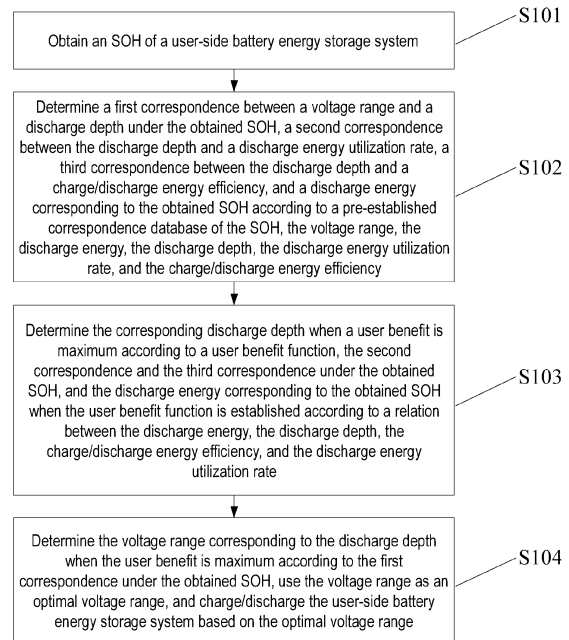 Obtain an SOH of a user-side battery energy storage system
S101
Determine a first correspondence between a voltage range and a
discharge depth under the obtained SOH, a second correspondence
between the discharge depth and a discharge energy utilization rate, a
third correspondence between the discharge depth and a
charge/discharge energy efficiency, and a discharge energy
corresponding to the obtained SOH according to a pre-established
correspondence database of the SOH, the voltage range, the
discharge energy, the discharge depth, the discharge energy utilization
rate, and the charge/discharge energy efficiency
S102
Determine the corresponding discharge depth when a user benefit is
maximum according to a user benefit function, the second
correspondence and the third correspondence under the obtained
SOH, and the discharge energy corresponding to the obtained SOH
when the user benefit function is established according to a relation
between the discharge energy, the discharge depth, the
charge/discharge energy efficiency, and the discharge energy
utilization rate
S103
Determine the voltage range corresponding to the discharge depth
when the user benefit is maximum according to the first
correspondence under the obtained SOH, use the voltage range as an
optimal voltage range, and charge/discharge the user-side battery
energy storage system based on the optimal voltage range
S104